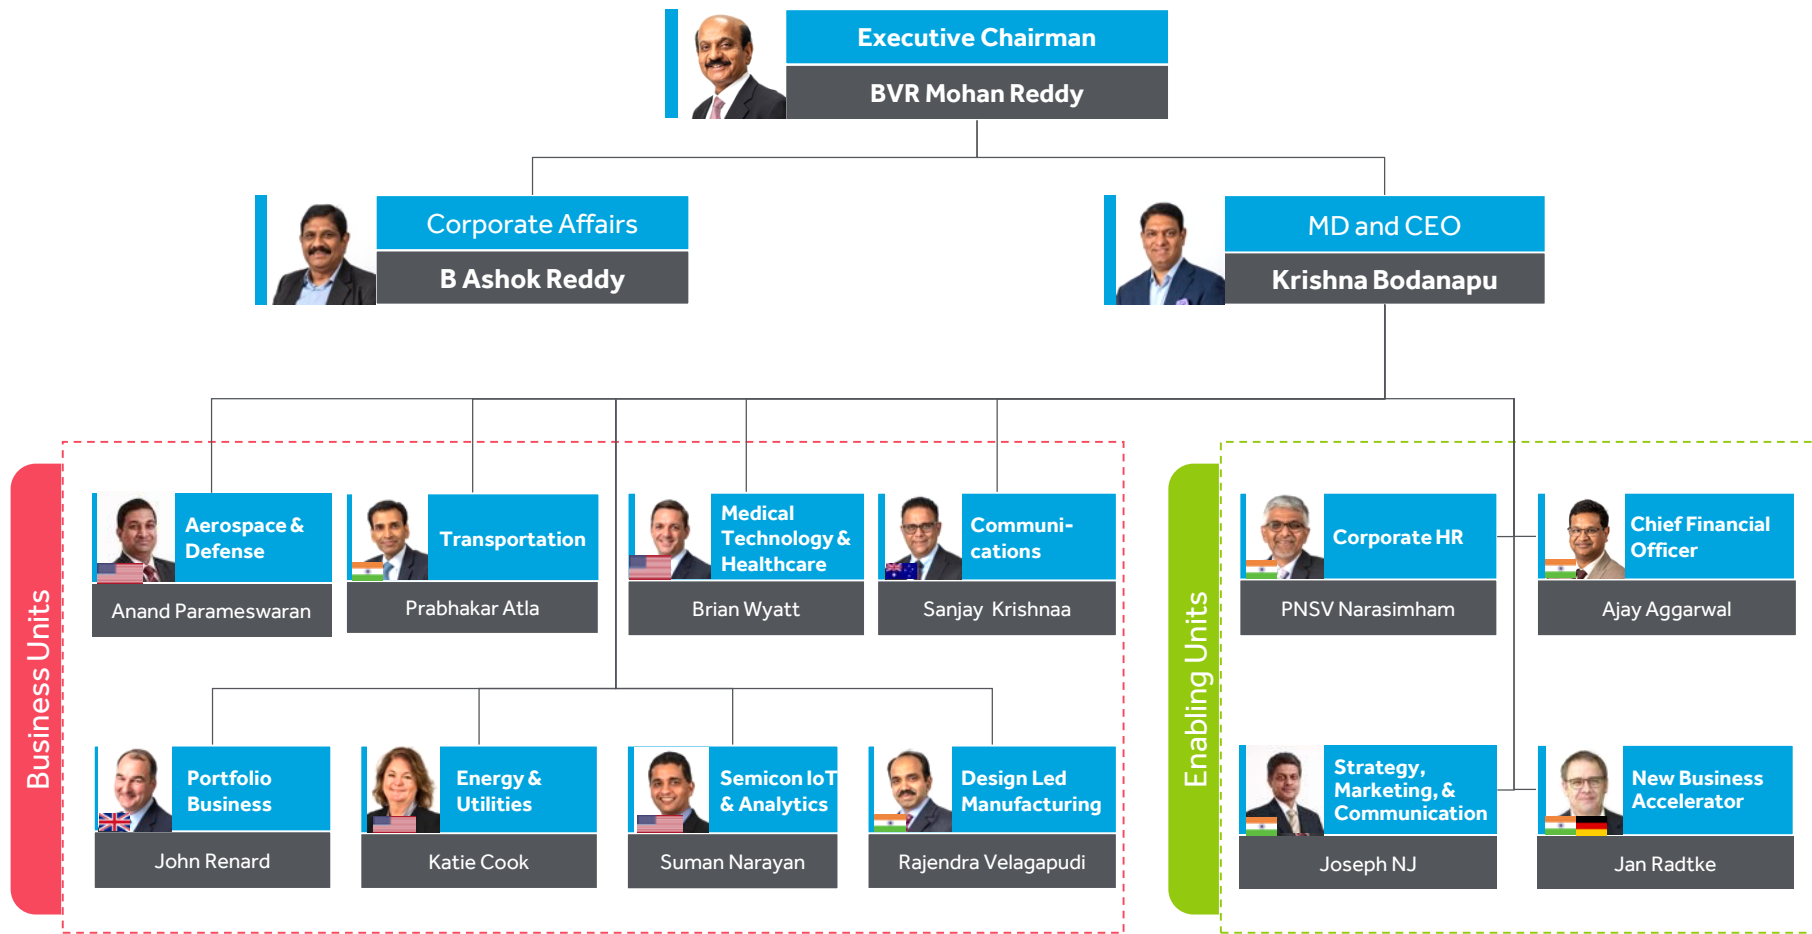 Executive Chairman
BVR Mohan Reddy
Corporate Affairs
B Ashok Reddy
MD and CEO
Krishna Bodanapu
Business Units
Aerospace &
Defense
Anand Parameswaran
Transportation
Prabhakar Atla
Medical
Technology &
Healthcare
Brian Wyatt
Communi-
cations
Sanjay Krishnaa
Portfolio
Business
John Renard
Energy &
Utilities
Katie Cook
Semicon IoT
& Analytics
Suman Narayan
Design Led
Manufacturing
Rajendra Velagapudi
Enabling Units
Corporate HR
PNSV Narasimham
Chief Financial
Officer
Ajay Aggarwal
Strategy,
Marketing, &
Communication
Joseph NJ
New Business
Accelerator
Jan Radtke